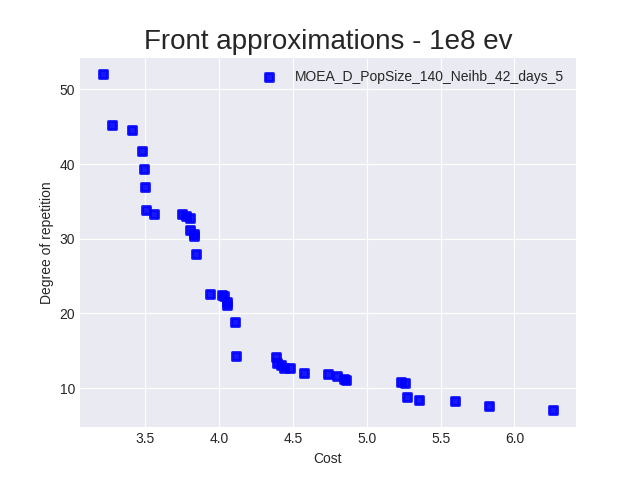 Front approximations - 1e8 ev
MOEA_D_PopSize_140_Neihb_42_days_5
Degree of repetition
50
40
30
20
10
3.5 4.0 4.5 5.0 5.5 6.0
Cost